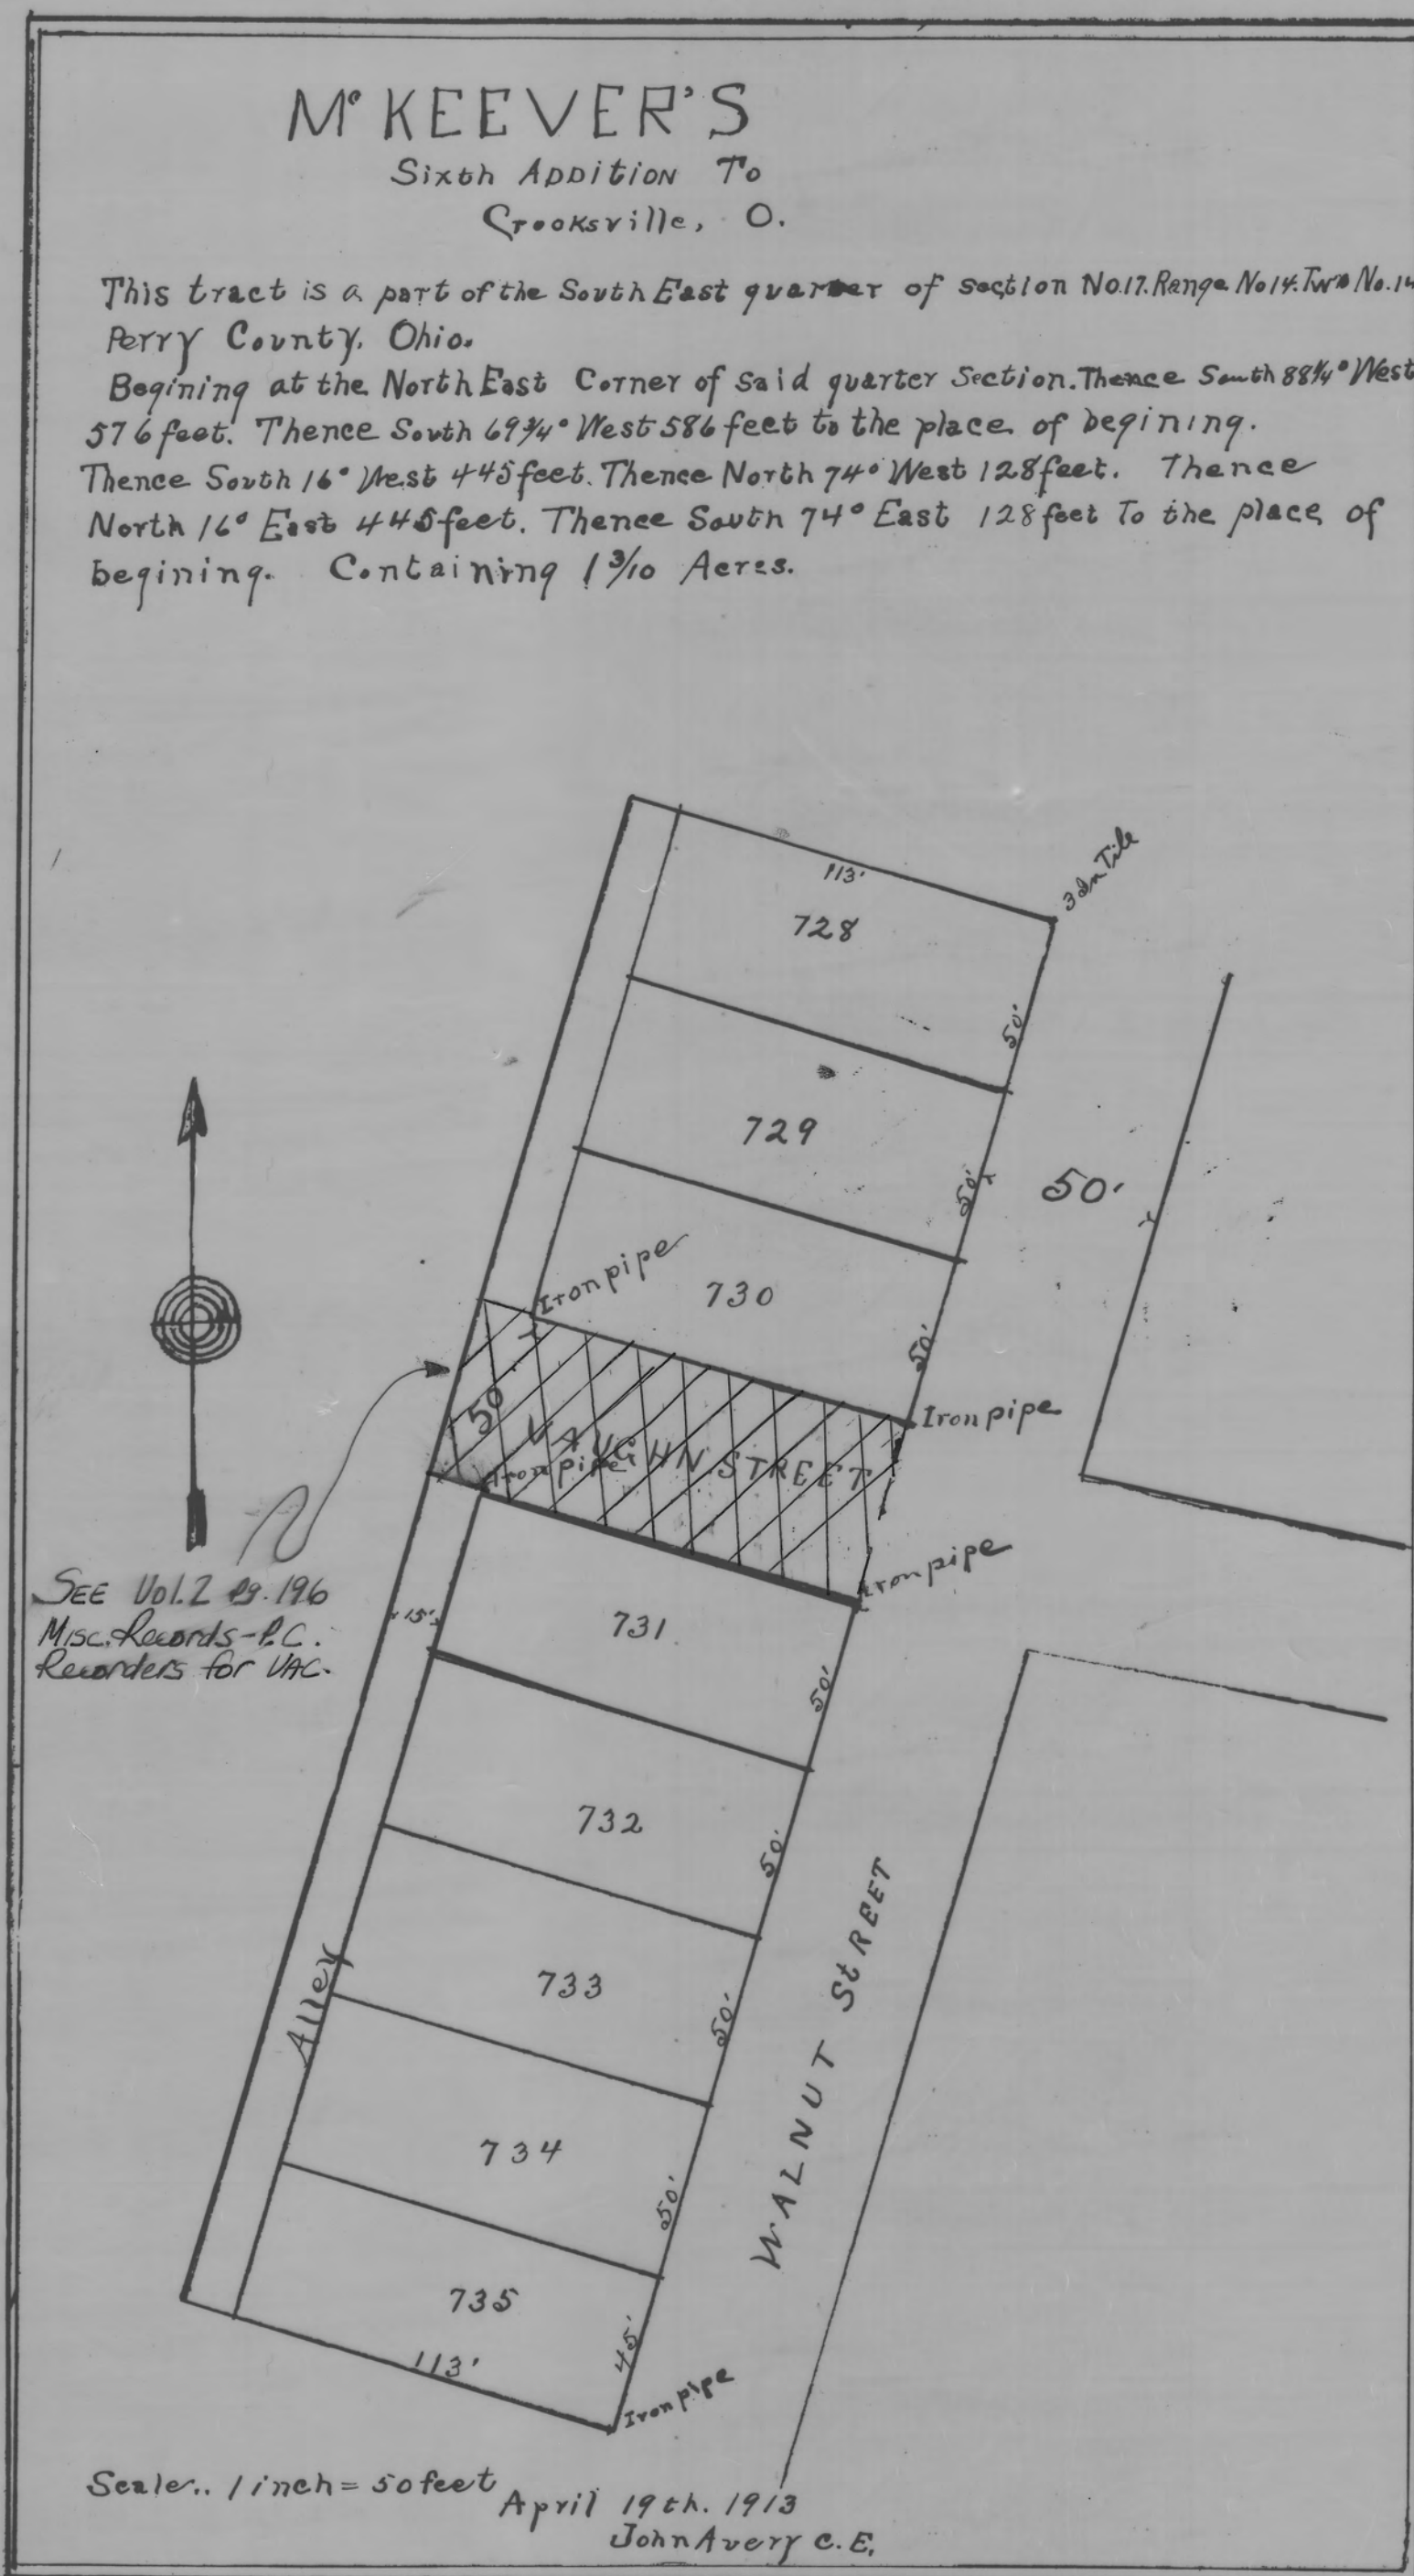 McKEEVER'S
Sixth Addition To
Crooksville, O.
This tract is a part of the South East quarter of section No.17. Range No 14. Twp No. 14
Perry County. Ohio.
Begining at the North East Corner of said quarter Section. Thence South 88¼° West
576 feet. Thence South 69¾° West 586 feet to the place of begining.
Thence South 16° West 445 feet. Thence North 74° West 128 feet. Thence
North 16° East 445 feet. Thence South 74° East 128 feet To the place of
begining. Containing 1 3/10 Acres.
3 In Tile
113'
728
50'
729
50'
50'
Iron pipe
730
50'
Iron pipe
50
VAUGHN STREET
Iron pipe
Iron pipe
SEE Vol. 2 pg. 196
Misc. Records - P.C.
Recorders for VAC.
15'
731
50'
732
50'
733
50'
Alley
WALNUT StREET
734
50'
735
45'
113'
Iron pipe
Scale.. 1 inch = 50 feet
April 19th. 1913
John Avery C.E.